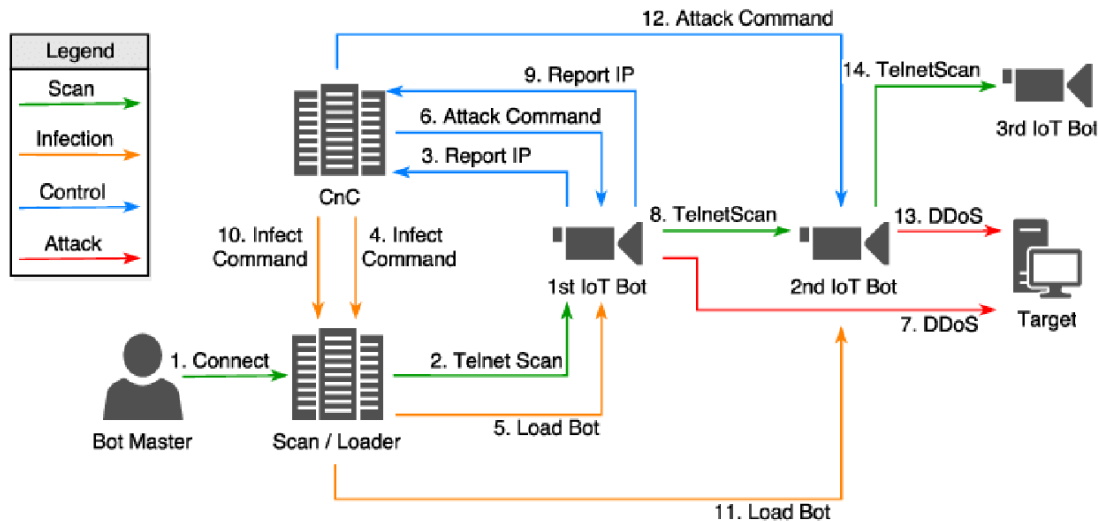 12. Attack Command
Legend
Scan
Infection
Control
Attack
9. Report IP
14. TelnetScan
6. Attack Command
3rd IoT Bot
3. Report IP
CnC
8. TelnetScan
13. DDoS
10. Infect
Command
4. Infect
Command
1st IoT Bot
2nd IoT Bot
7. DDoS
Target
1. Connect
2. Telnet Scan
5. Load Bot
Bot Master
Scan / Loader
11. Load Bot